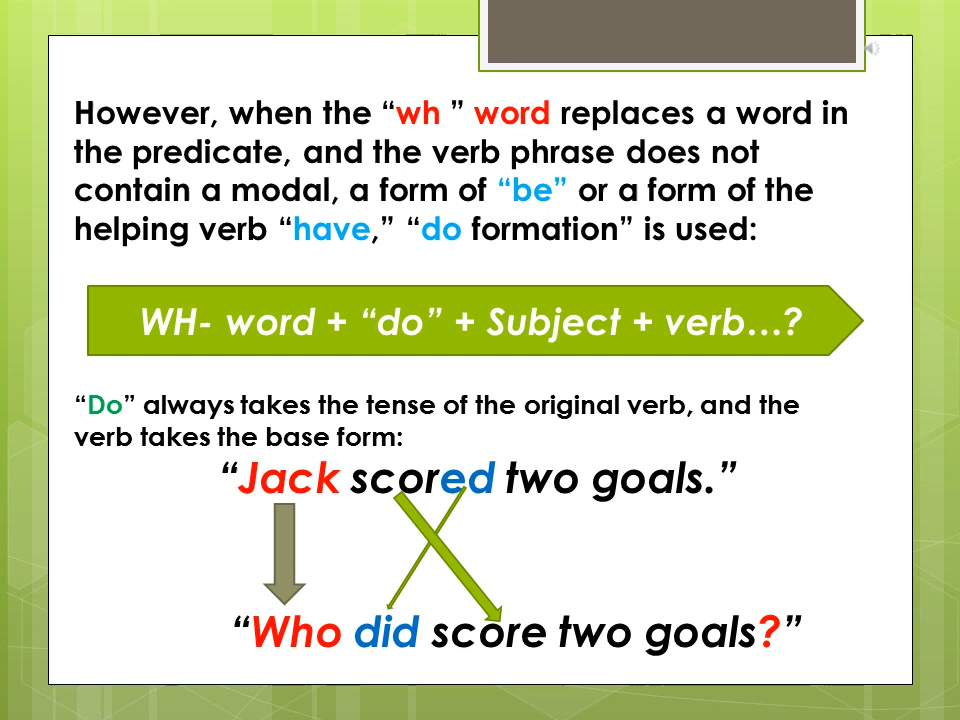 However, when the “wh ” word replaces a word in
the predicate, and the verb phrase does not
contain a modal, a form of “be” or a form of the
helping verb “have,” “do formation” is used:
WH- word + “do” + Subject + verb…?
“Do” always takes the tense of the original verb, and the
verb takes the base form:
“Jack scored two goals.”
“Who did score two goals?”